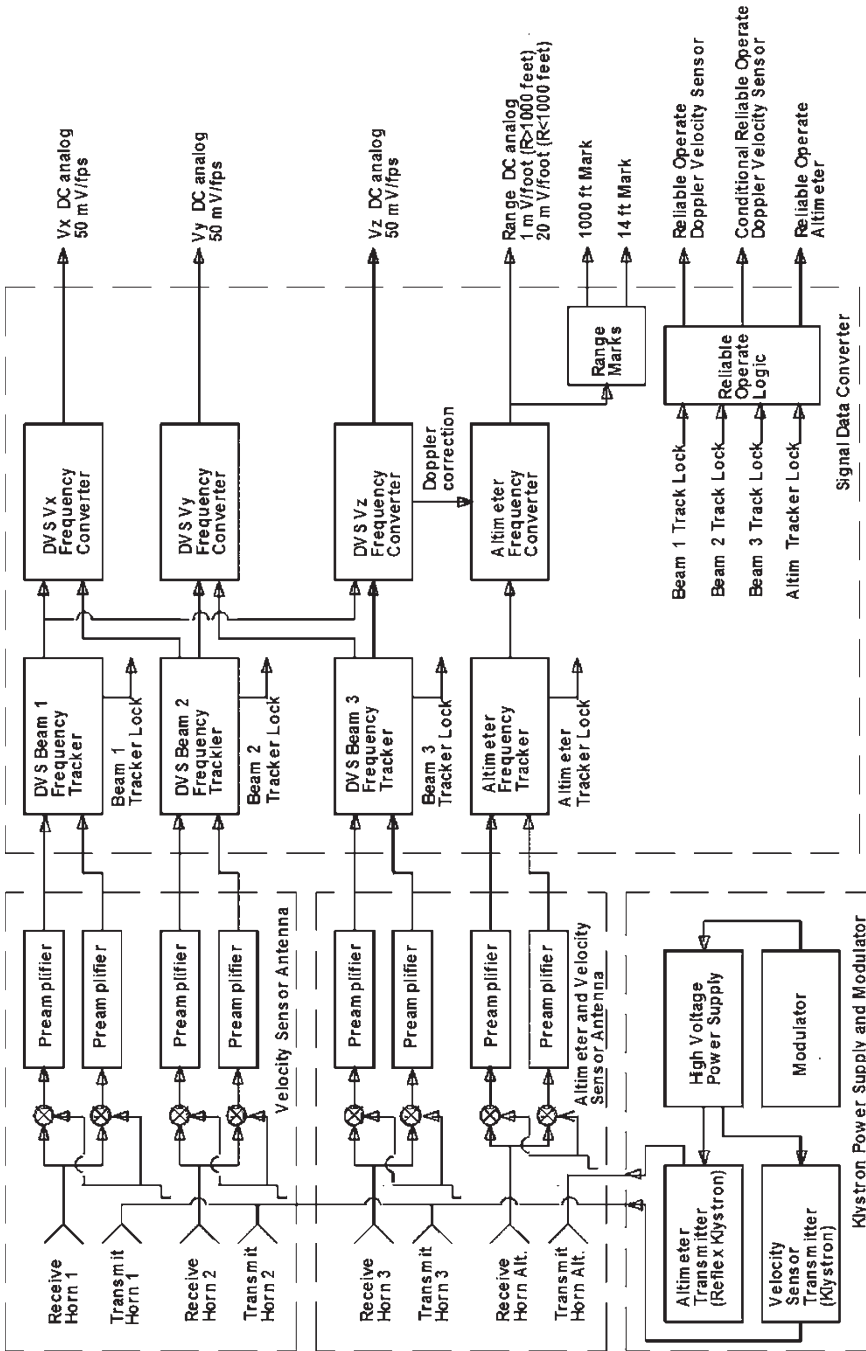 Receive
Horn 1
Transmit
Horn 1
Receive
Horn 2
Transmit
Horn 2
Preamplifier
Preamplifier
Preamplifier
Preamplifier
Velocity Sensor Antenna
Receive
Horn 3
Transmit
Horn 3
Receive
Horn Alt.
Transmit
Horn Alt.
Preamplifier
Preamplifier
Preamplifier
Preamplifier
Altimeter and Velocity
Sensor Antenna
Altimeter
Transmitter
(Reflex Klystron)
Velocity
Sensor
Transmitter
(Klystron)
High Voltage
Power Supply
Modulator
Klystron Power Supply and Modulator
DVS Beam 1
Frequency
Tracker
Beam 1
Tracker Lock
DVS Beam 2
Frequency
Trackler
Beam 2
Tracker Lock
DVS Beam 3
Frequency
Tracker
Beam 3
Tracker Lock
Altimeter
Frequency
Tracker
Altimeter
Tracker Lock
DVS Vx
Frequency
Converter
DVS Vy
Frequency
Converter
DVS Vz
Frequency
Converter
Doppler
correction
Altimeter
Frequency
Converter
Range
Marks
Beam 1 Track Lock
Beam 2 Track Lock
Beam 3 Track Lock
Altim Tracker Lock
Reliable
Operate
Logic
Signal Data Converter
Vx DC analog
50 mV/fps
Vy DC analog
50 mV/fps
Vz DC analog
50 mV/fps
Range DC analog
1 mV/foot (R>1000 feet)
20 mV/foot (R<1000 feet)
1000 ft Mark
14 ft Mark
Reliable Operate
Doppler Velocity Sensor
Conditional Reliable Operate
Doppler Velocity Sensor
Reliable Operate
Altimeter